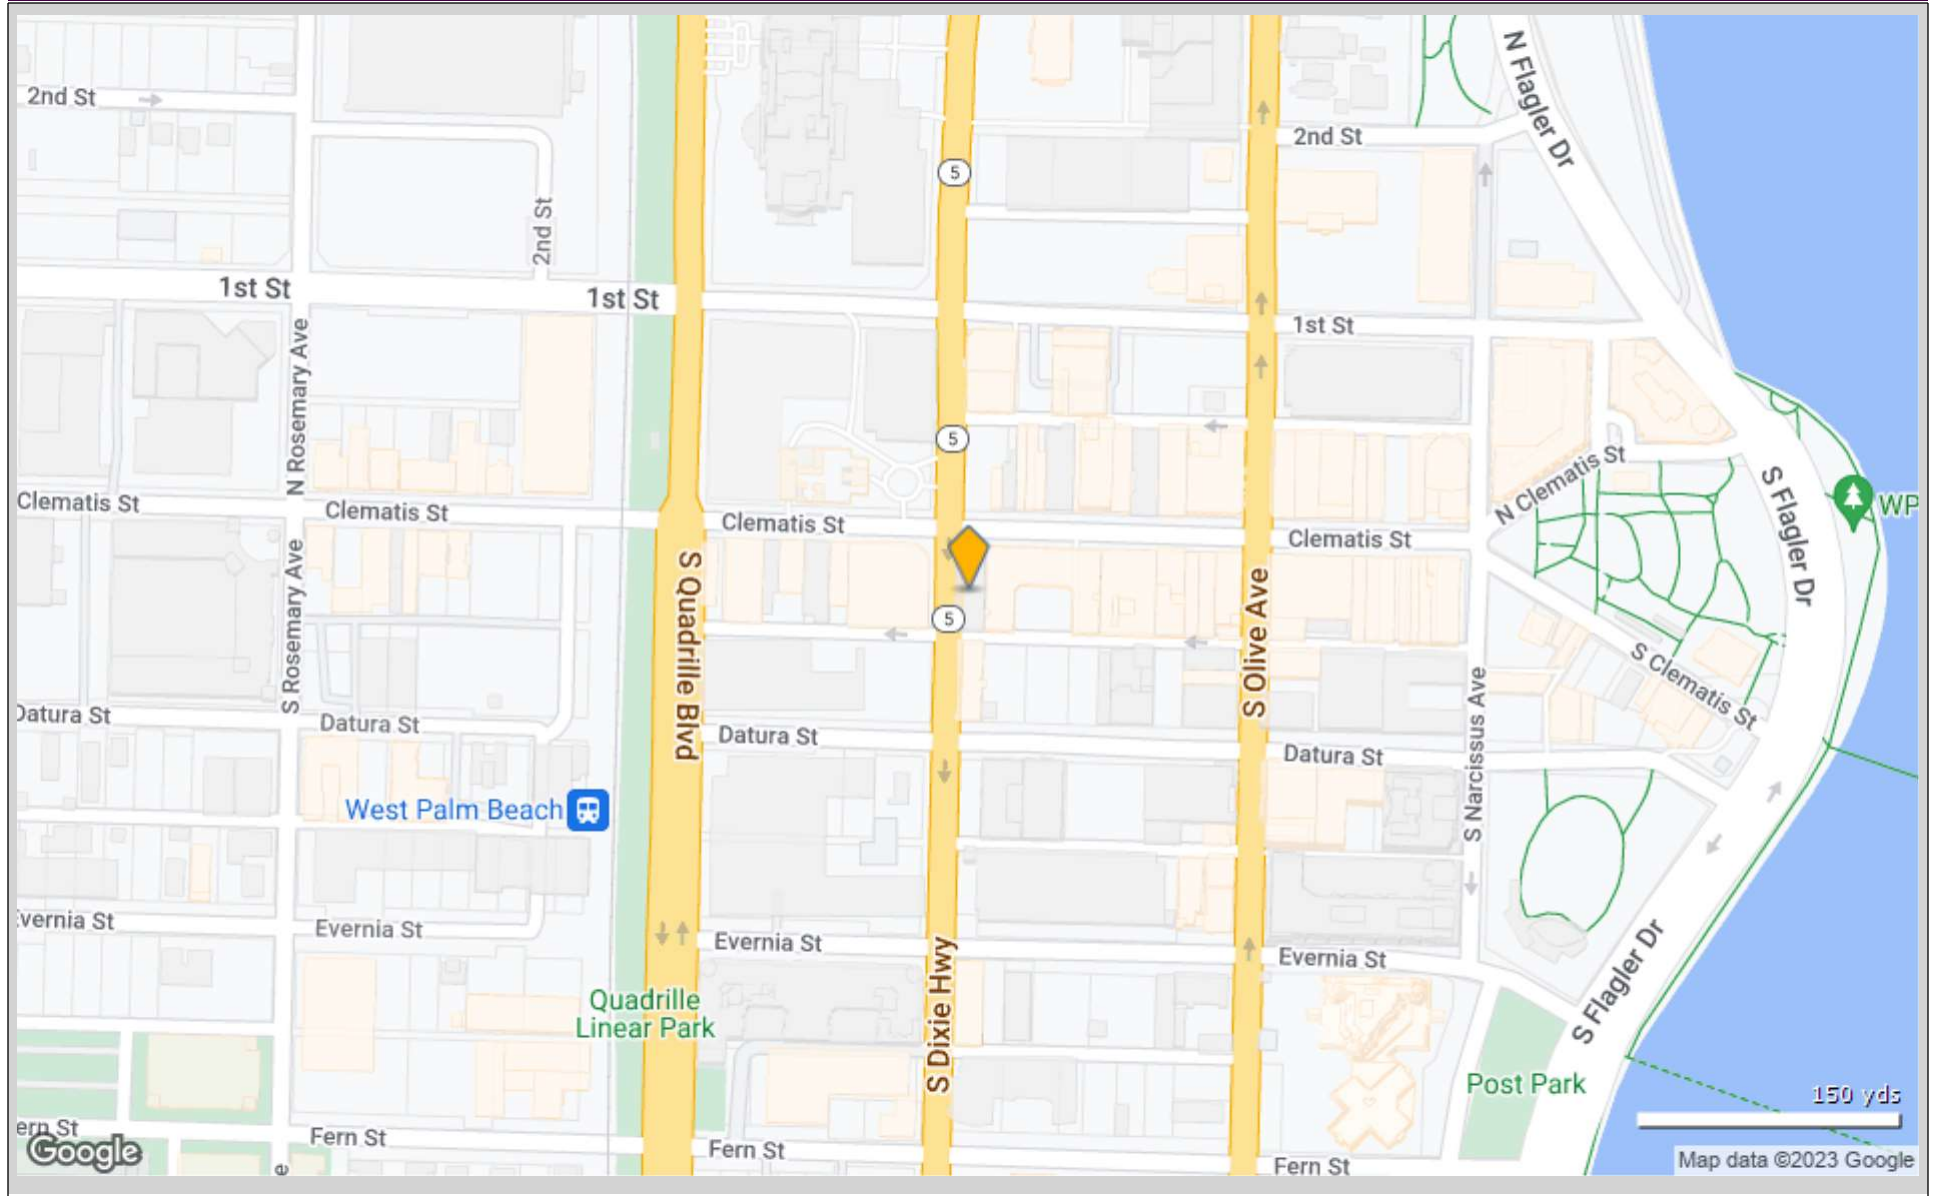 N Flagler Dr
2nd St
2nd St
5
2nd St
1st St
1st St
1st St
N Rosemary Ave
5
N Clematis St
S Flagler Dr
WP
Clematis St
Clematis St
Clematis St
Clematis St
S Rosemary Ave
S Quadrille Blvd
5
S Olive Ave
S Clematis St
S Narcissus Ave
Datura St
Datura St
Datura St
Datura St
West Palm Beach
Evernia St
Evernia St
Evernia St
Evernia St
S Dixie Hwy
S Flagler Dr
Quadrille
Linear Park
Post Park
150 yds
ern St
Fern St
Fern St
Fern St
e
Google
Map data ©2023 Google